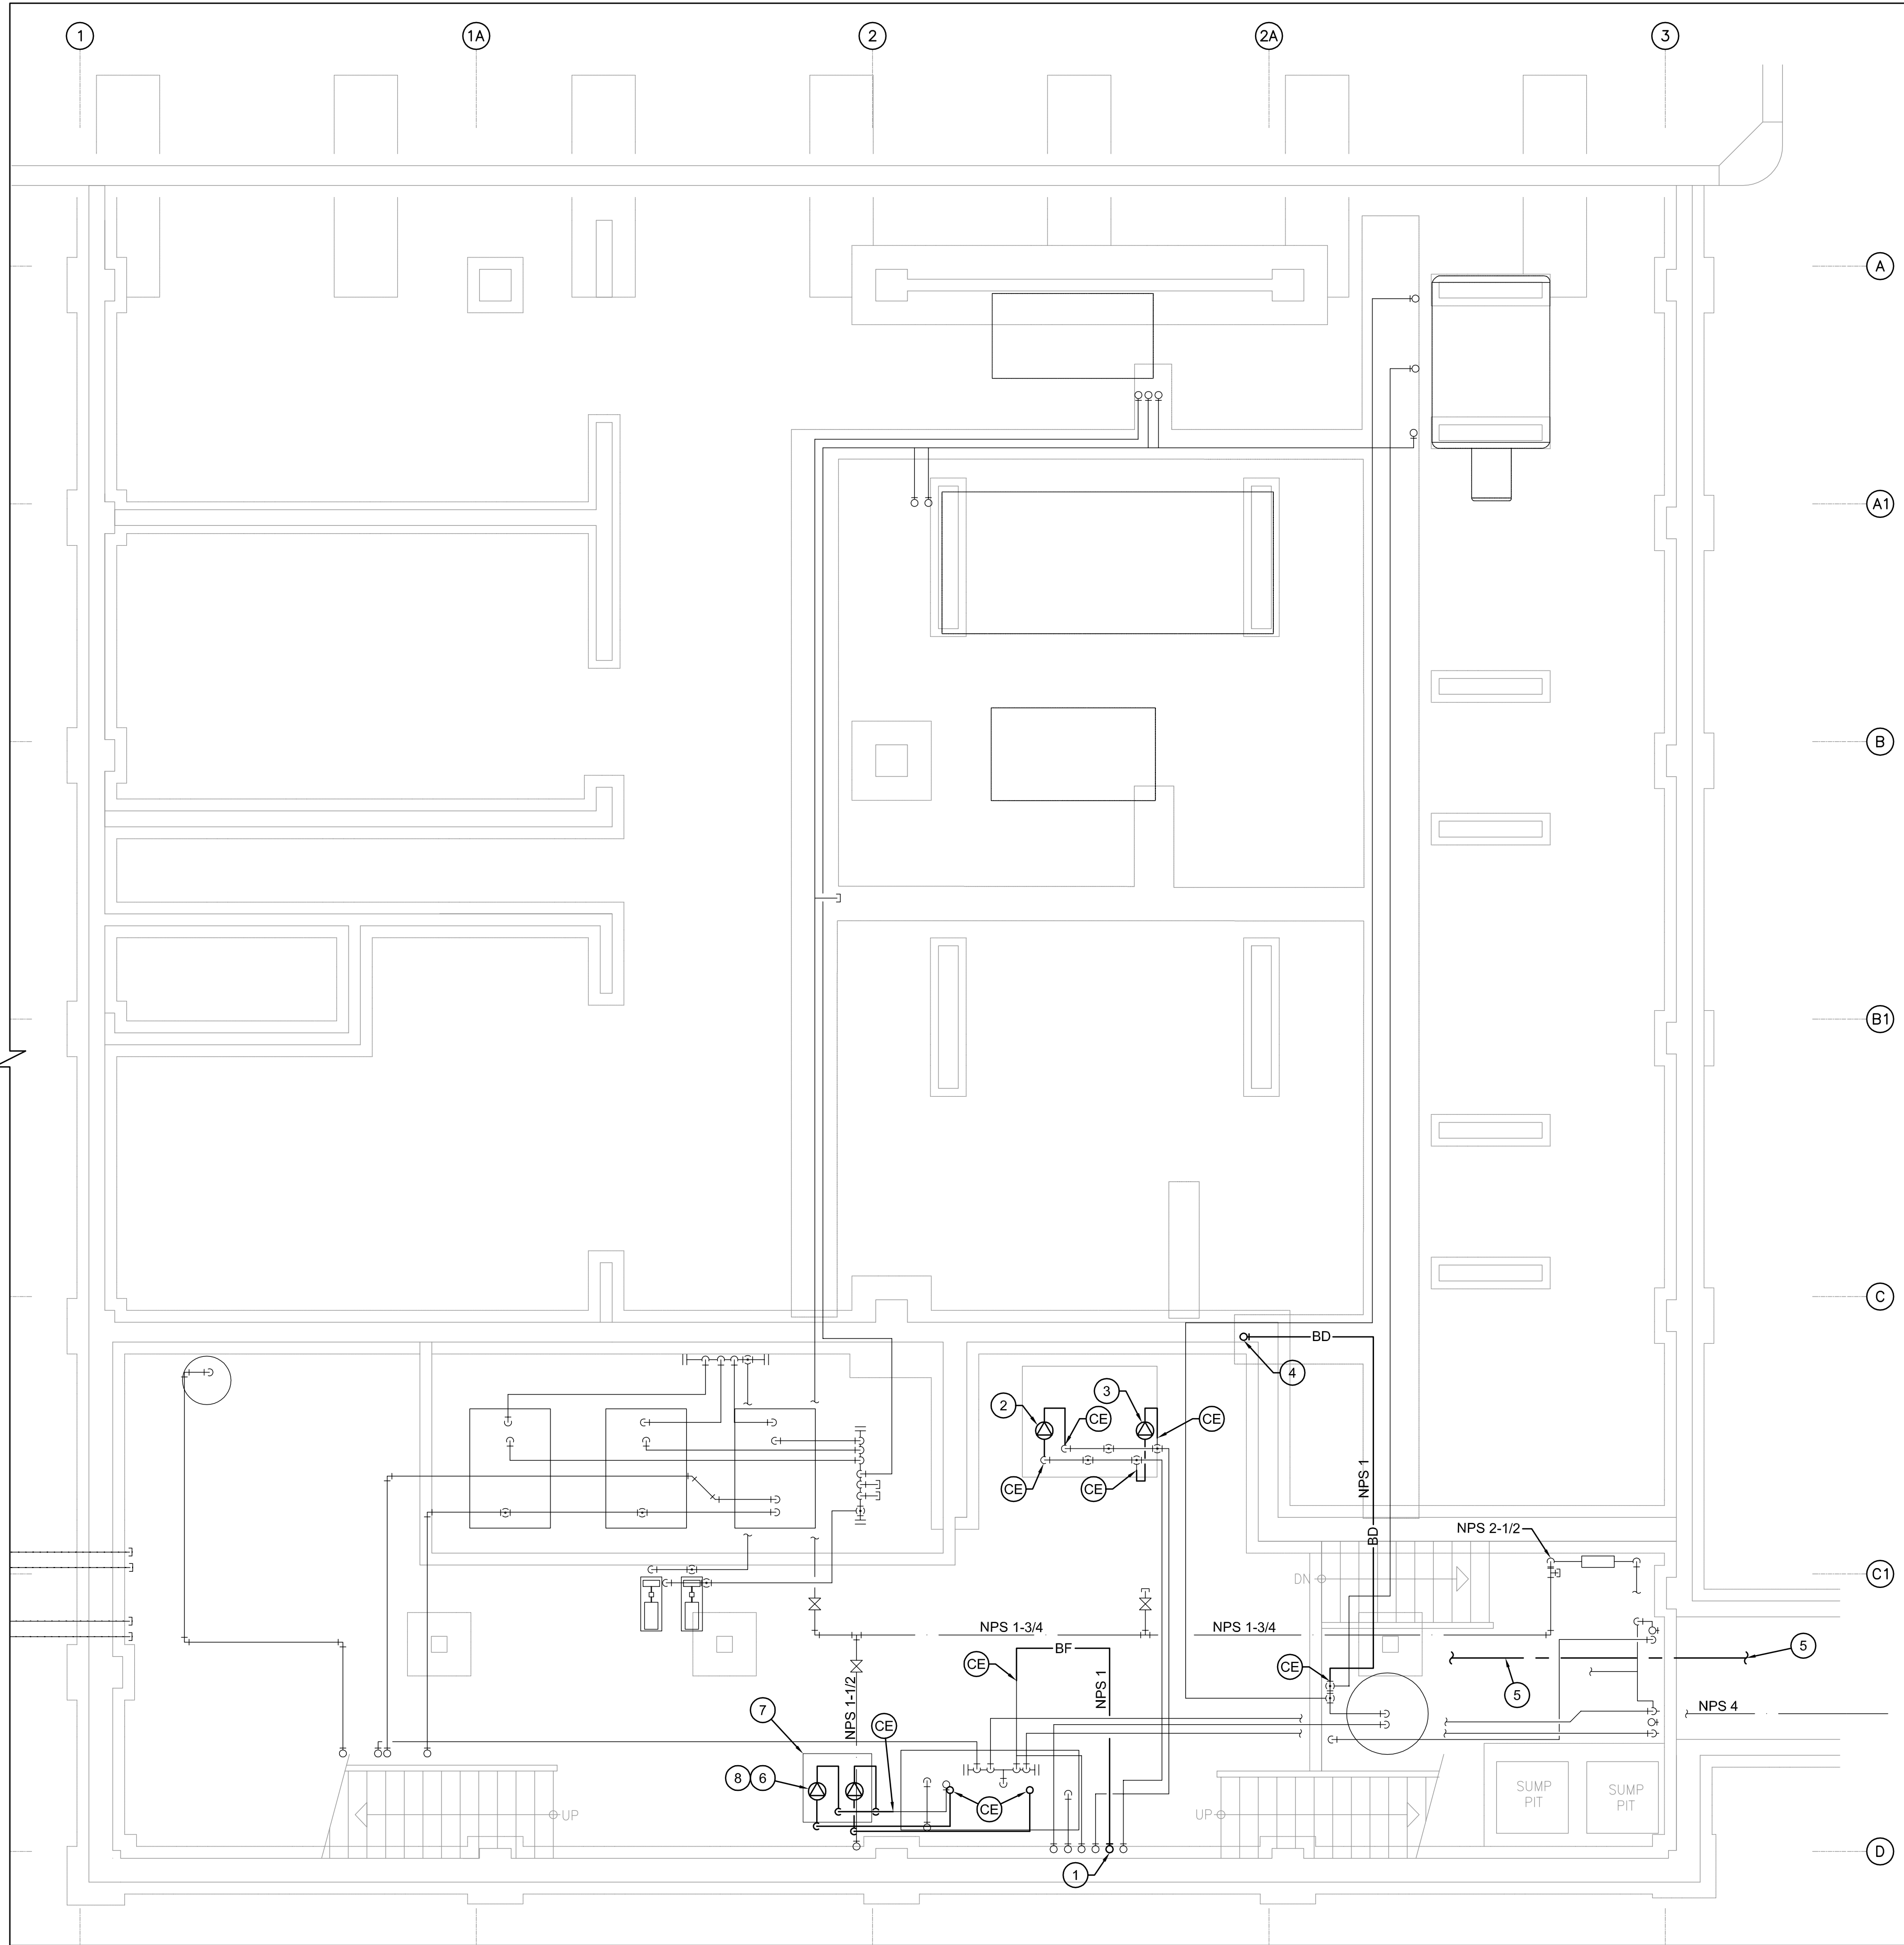 1 1A 2 2A 3
A
A1
B
B1
C
BD
4
2
3
CE
CE
CE
CE
NPS 1
NPS 2-1/2
BD
DN
C1
NPS 1-3/4
NPS 1-3/4
BF
CE
CE
5
5
NPS 1-1/2
NPS 1
NPS 4
7
CE
8 6
CE
UP
UP
SUMP
PIT
SUMP
PIT
1
D